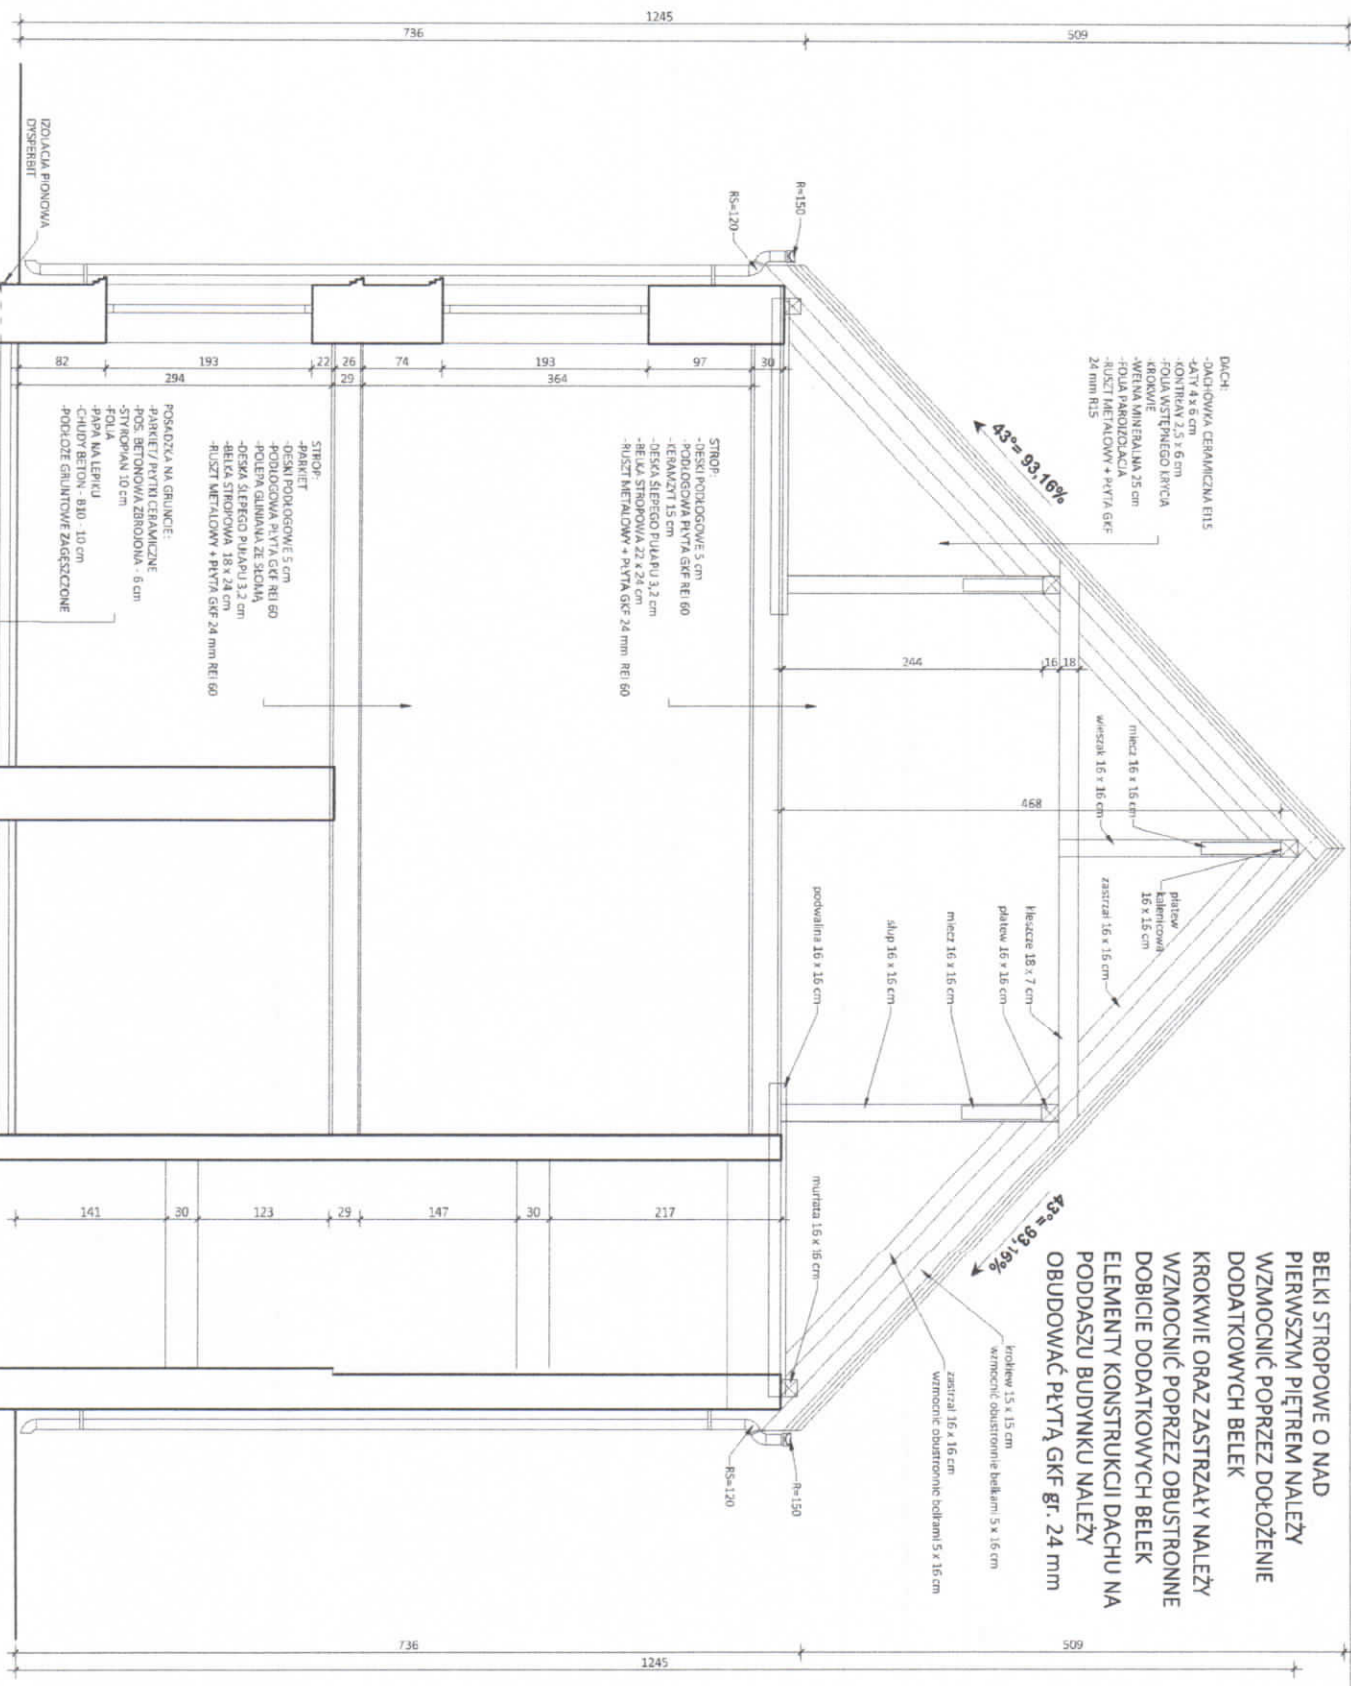 BELKI STROPOWE O NAD
PIERWSZYM PIĘTREM NALEŻY
WZMOCNIĆ POPRZEZ DOŁOŻENIE
DODATKOWYCH BELEK
KROKWIE ORAZ ZASTRZAŁY NALEŻY
WZMOCNIĆ POPRZEZ OBUSTRONNE
DOBICIE DODATKOWYCH BELEK
ELEMENTY KONSTRUKCJI DACHU NA
PODDASZU BUDYNKU NALEŻY
OBUDOWAĆ PŁYTĄ GKF gr. 24 mm
DACH:
-DACHÓWKA CERAMICZNA EI15
-ŁATY 4 x 6 cm
-KONTRŁAY 2,5 x 6 cm
-FOLIA WSTĘPNEGO KRYCIA
-KROKWIE
-WEŁNA MINERALNA 25 cm
-FOLIA PAROIZOLACJA
-RUSZT METALOWY + PŁYTA GKF
24 mm R15
43°= 93,16%
43°= 93,16%
miecz 16 x 16 cm
wieszak 16 x 16 cm
płatew
kalenicowa
16 x 16 cm
zastrzał 16 x 16 cm
kleszcze 18 x 7 cm
płatew 16 x 16 cm
miecz 16 x 16 cm
słup 16 x 16 cm
podwalina 16 x 16 cm
murłata 16 x 16 cm
krokiew 15 x 15 cm
wzmocnić obustronnie belkami 5 x 16 cm
zastrzał 16 x 16 cm
wzmocnić obustronnie belkami 5 x 16 cm
R=150
RS=120
R=150
RS=120
STROP:
-DESKI PODŁOGOWE 5 cm
-PODŁOGOWA PŁYTA GKF REI 60
-KERAMZYT 15 cm
-DESKA ŚLEPEGO PUŁAPU 3,2 cm
-BELKA STROPOWA 22 x 24 cm
-RUSZT METALOWY + PŁYTA GKF 24 mm REI 60
STROP:
-PARKIET
-DESKI PODŁOGOWE 5 cm
-PODŁOGOWA PŁYTA GKF REI 60
-POLEPA GLINIANA ZE SŁOMĄ
-DESKA ŚLEPEGO PUŁAPU 3,2 cm
-BELKA STROPOWA 18 x 24 cm
-RUSZT METALOWY + PŁYTA GKF 24 mm REI 60
POSADZKA NA GRUNCIE:
-PARKIET/ PŁYTKI CERAMICZNE
-POS. BETONOWA ZBROJONA - 6 cm
-STYROPIAN 10 cm
-FOLIA
-PAPA NA LEPIKU
-CHUDY BETON - B10 - 10 cm
-PODŁOŻE GRUNTOWE ZAGĘSZCZONE
IZOLACJA PIONOWA
DYSPERBIT
1245
736
509
82
193
22
26
74
193
97
30
294
29
364
244
16
18
468
141
30
123
29
147
30
217
736
509
1245